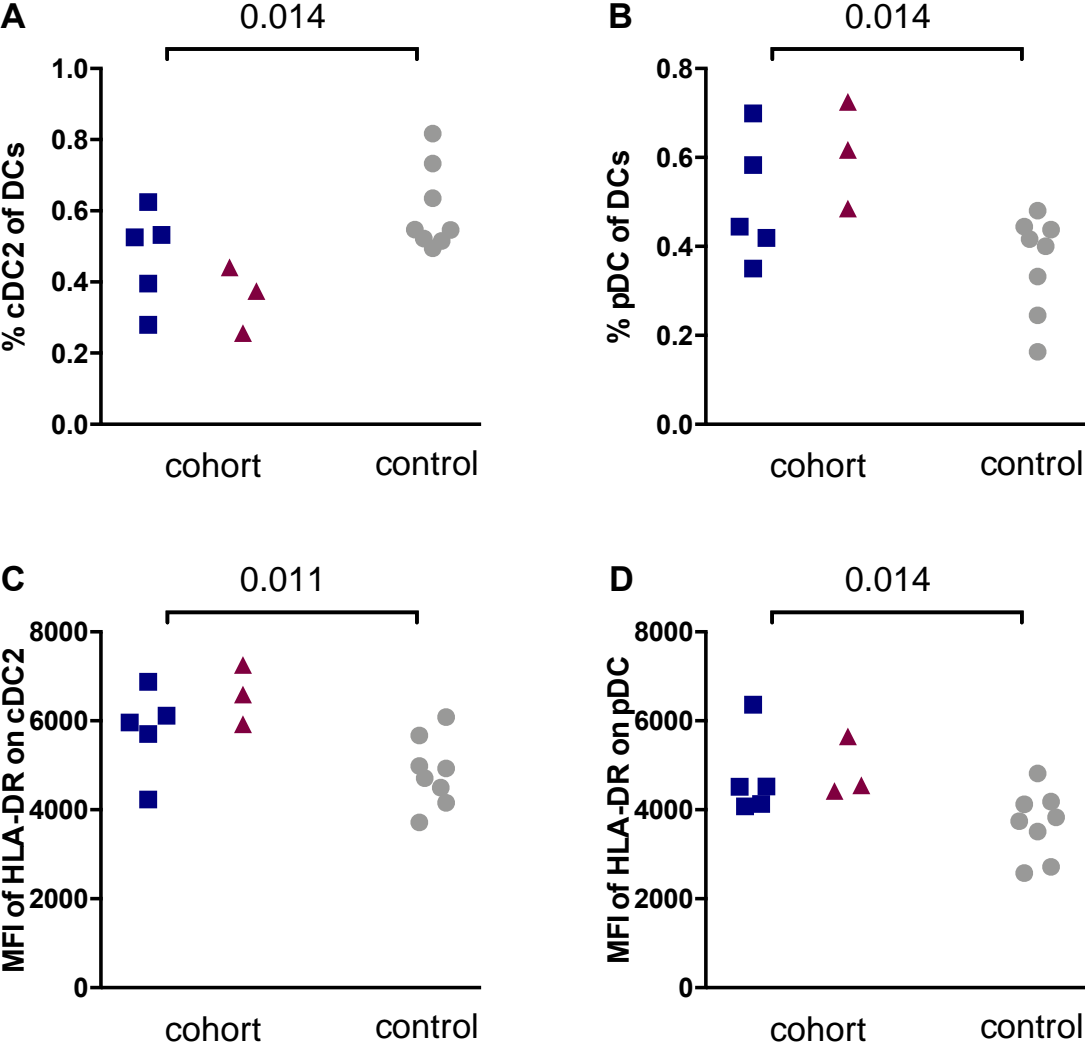 A
0.014
1.0
0.8
0.6
0.4
0.2
0.0
% cDC2 of DCs
cohort
control
B
0.014
0.8
0.6
0.4
0.2
0.0
% pDC of DCs
cohort
control
C
0.011
8000
6000
4000
2000
0
MFI of HLA-DR on cDC2
cohort
control
D
0.014
8000
6000
4000
2000
0
MFI of HLA-DR on pDC
cohort
control